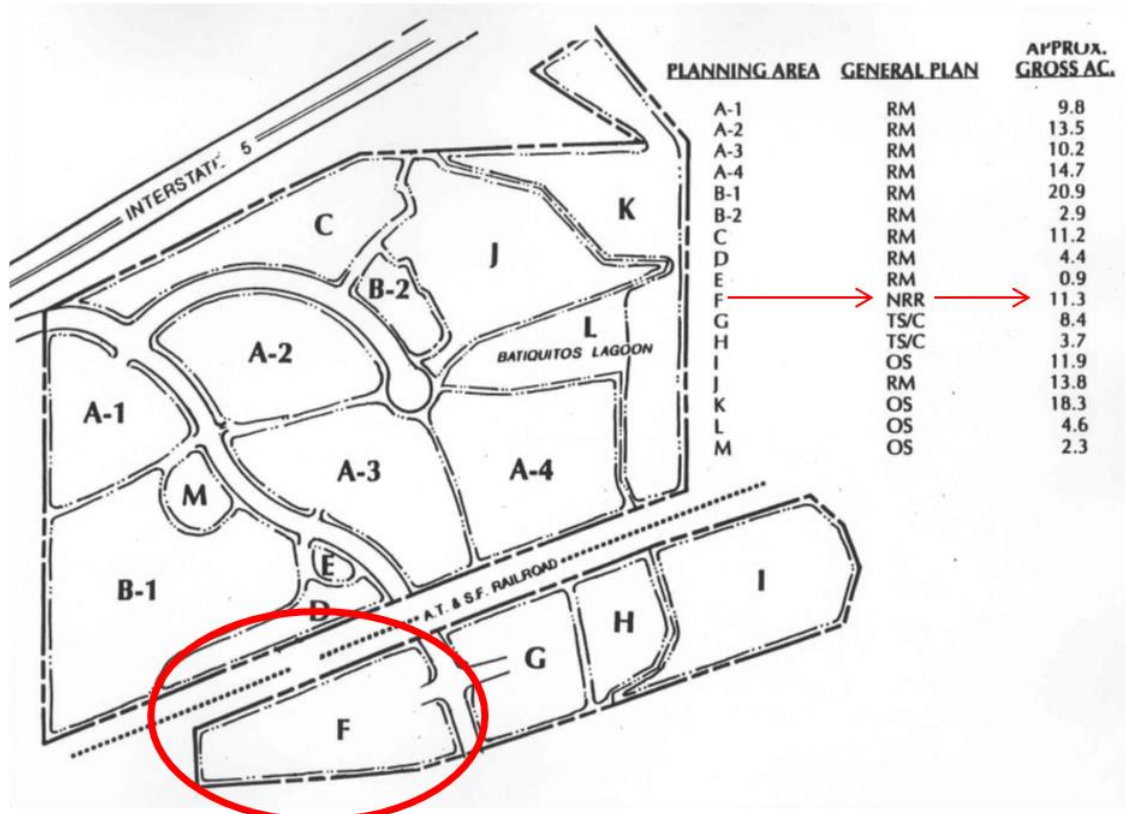 APPROX.
PLANNING AREA GENERAL PLAN GROSS AC.
A-1 RM 9.8
A-2 RM 13.5
A-3 RM 10.2
A-4 RM 14.7
B-1 RM 20.9
B-2 RM 2.9
C RM 11.2
D RM 4.4
E RM 0.9
F NRR 11.3
G TS/C 8.4
H TS/C 3.7
I OS 11.9
J RM 13.8
K OS 18.3
L OS 4.6
M OS 2.3
INTERSTATE 5
C
K
J
B-2
L
BATIQUITOS LAGOON
A-2
A-1
A-3
A-4
M
E
B-1
D
A.T. & S.F. RAILROAD
I
H
G
F